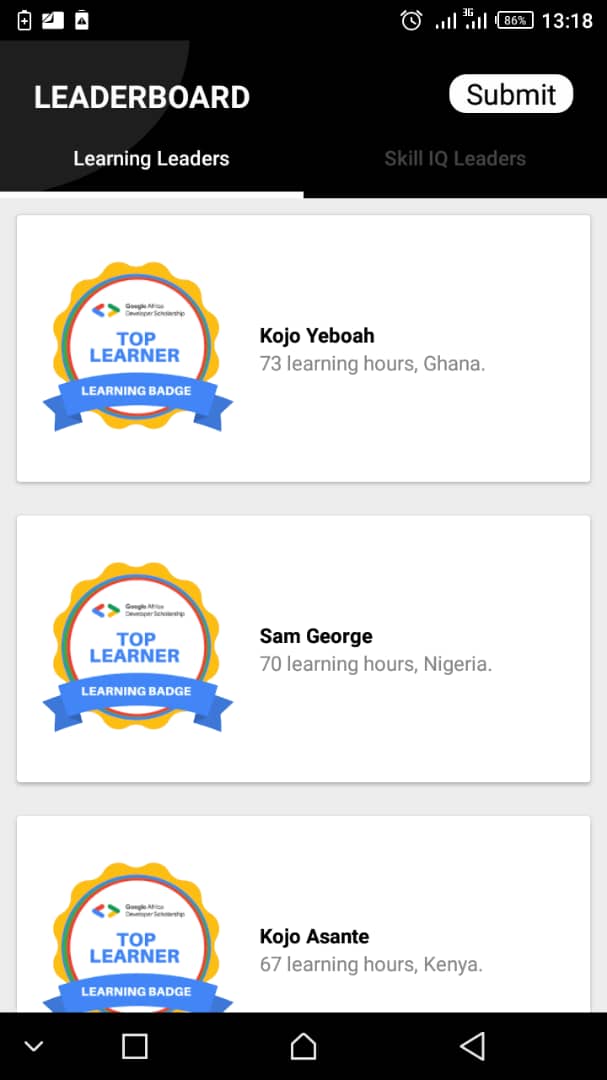 3G
86%
13:18
LEADERBOARD
Submit
Learning Leaders
Skill IQ Leaders
Google Africa
Developer Scholarship
TOP
LEARNER
LEARNING BADGE
Kojo Yeboah
73 learning hours, Ghana.
Google Africa
Developer Scholarship
TOP
LEARNER
LEARNING BADGE
Sam George
70 learning hours, Nigeria.
Google Africa
Developer Scholarship
TOP
LEARNER
LEARNING BADGE
Kojo Asante
67 learning hours, Kenya.